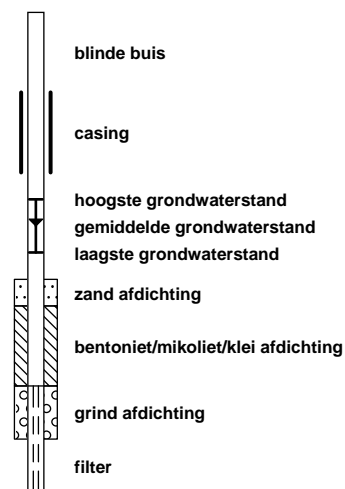 blinde buis
casing
hoogste grondwaterstand
gemiddelde grondwaterstand
laagste grondwaterstand
zand afdichting
bentoniet/mikoliet/klei afdichting
grind afdichting
filter